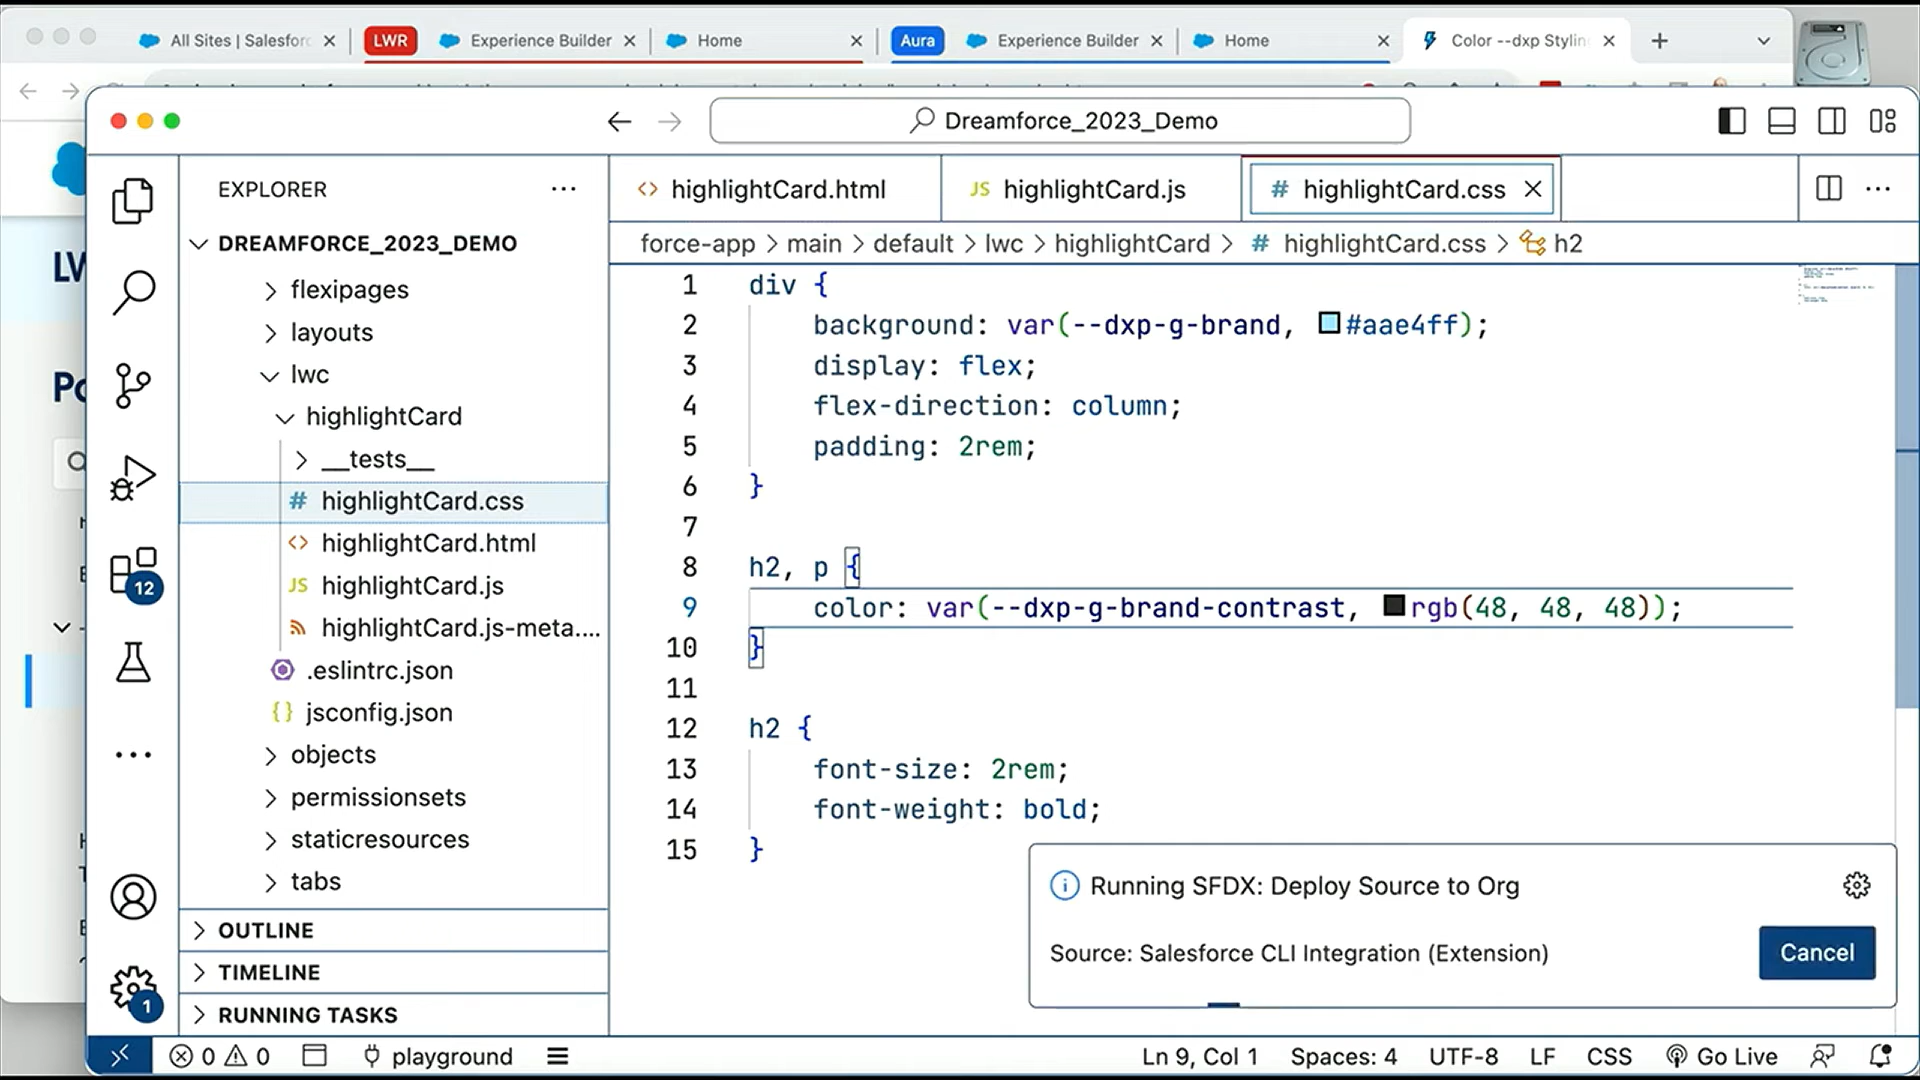 All Sites | Salesforc
LWR
Experience Builder
Home
Aura
Experience Builder
Home
Color --dxp Stylin
Dreamforce_2023_Demo
EXPLORER
DREAMFORCE_2023_DEMO
flexipages
layouts
lwc
highlightCard
__tests__
highlightCard.css
highlightCard.html
highlightCard.js
highlightCard.js-meta....
.eslintrc.json
jsconfig.json
objects
permissionsets
staticresources
tabs
OUTLINE
TIMELINE
RUNNING TASKS
12
1
highlightCard.html
JS highlightCard.js
# highlightCard.css
force-app > main > default > lwc > highlightCard > # highlightCard.css > h2
1 div {
2 background: var(--dxp-g-brand, #aae4ff);
3 display: flex;
4 flex-direction: column;
5 padding: 2rem;
6 }
7
8 h2, p {
9 color: var(--dxp-g-brand-contrast, rgb(48, 48, 48));
10 }
11
12 h2 {
13 font-size: 2rem;
14 font-weight: bold;
15 }
Running SFDX: Deploy Source to Org
Source: Salesforce CLI Integration (Extension)
Cancel
0 0 playground
Ln 9, Col 1 Spaces: 4 UTF-8 LF CSS Go Live